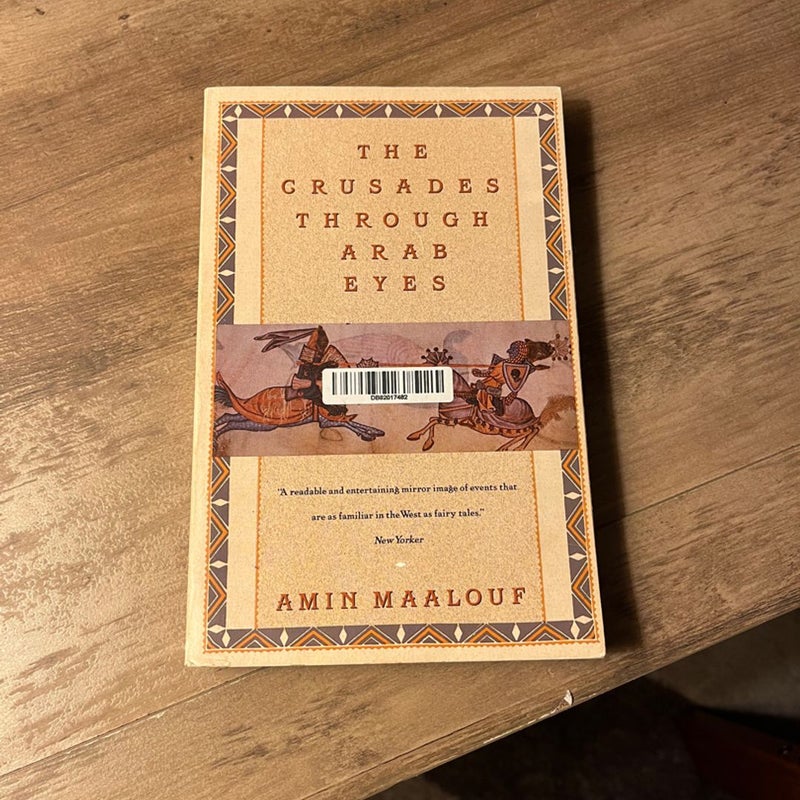 THE
CRUSADES
THROUGH
ARAB
EYES
DB82017482
"A readable and entertaining mirror image of events that
are as familiar in the West as fairy tales."
New Yorker
AMIN MAALOUF